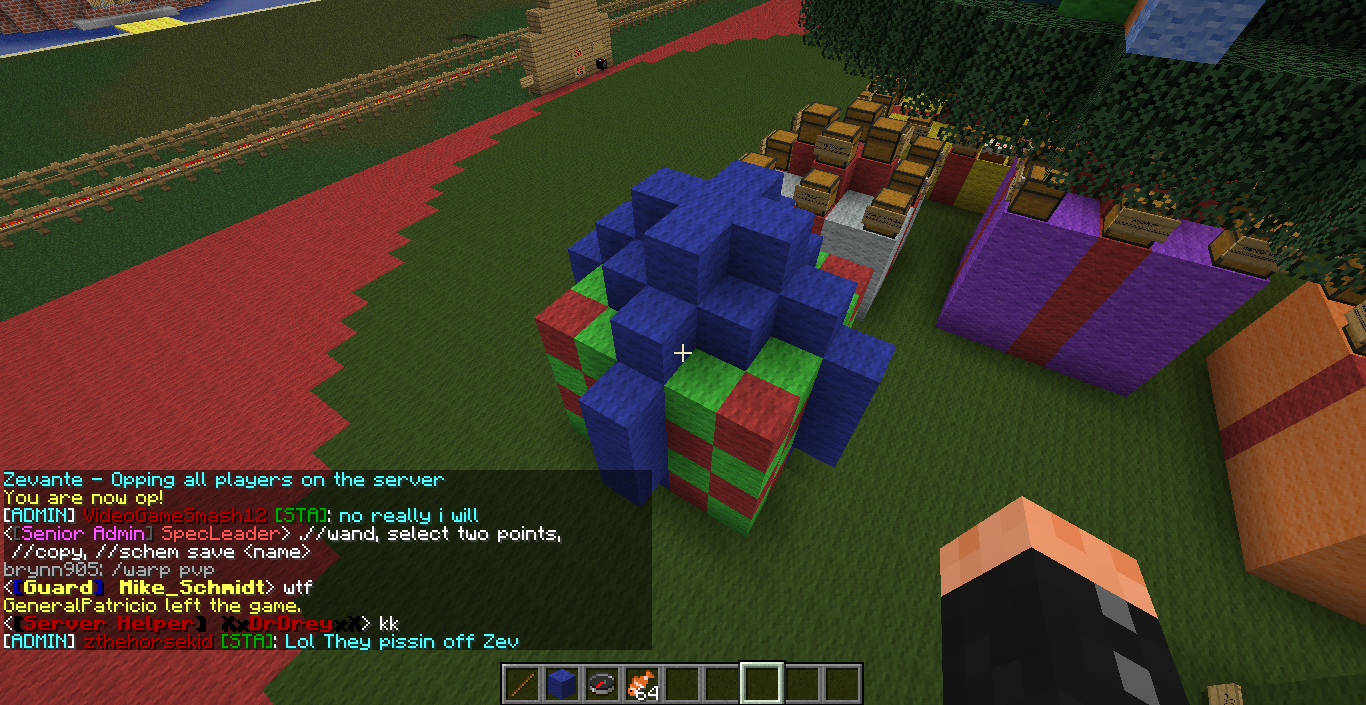 Zevante - Opping all players on the server
You are now op!
[ADMIN] VideoGameSmash12 [STA]: no really i will
<[Senior Admin] SpecLeader> .//wand, select two points,
//copy, //schem save <name>
brynn905: /warp pvp
<[Guard] Mike_Schmidt> wtf
GeneralPatricio left the game.
<[Server Helper] XxDrDreyxX> kk
[ADMIN] zthehorsekid [STA]: Lol They pissin off Zev
64